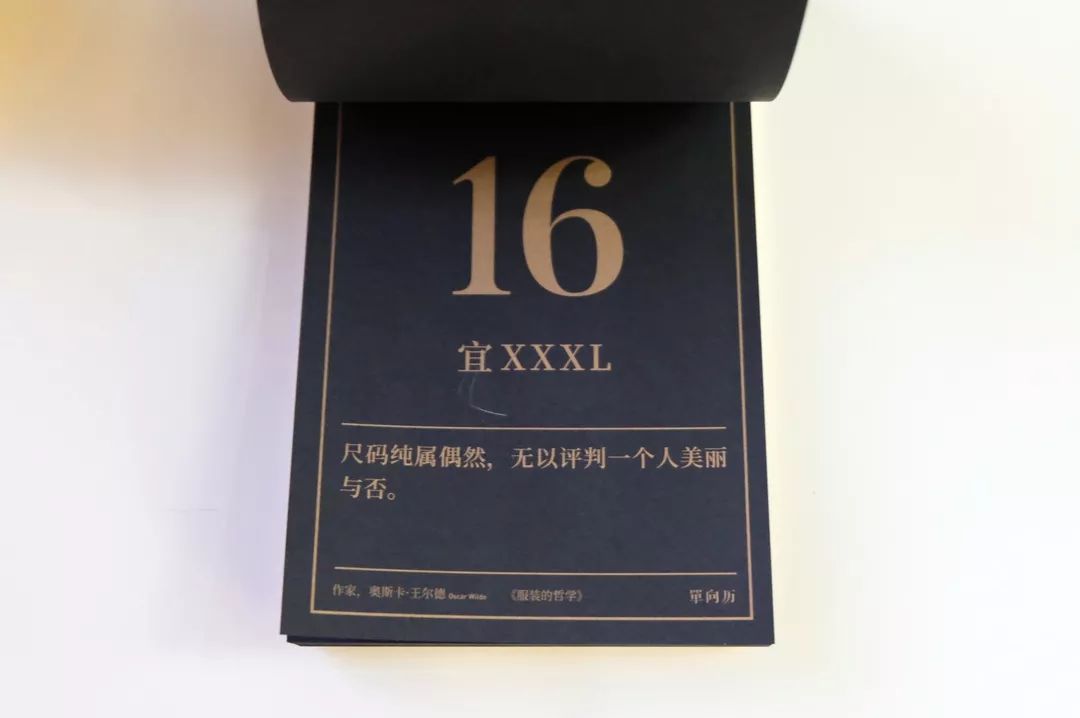 16
宜XXXL
尺码纯属偶然，无以评判一个人美丽
与否。
作家，奥斯卡·王尔德 Oscar Wilde 《服装的哲学》 單向历